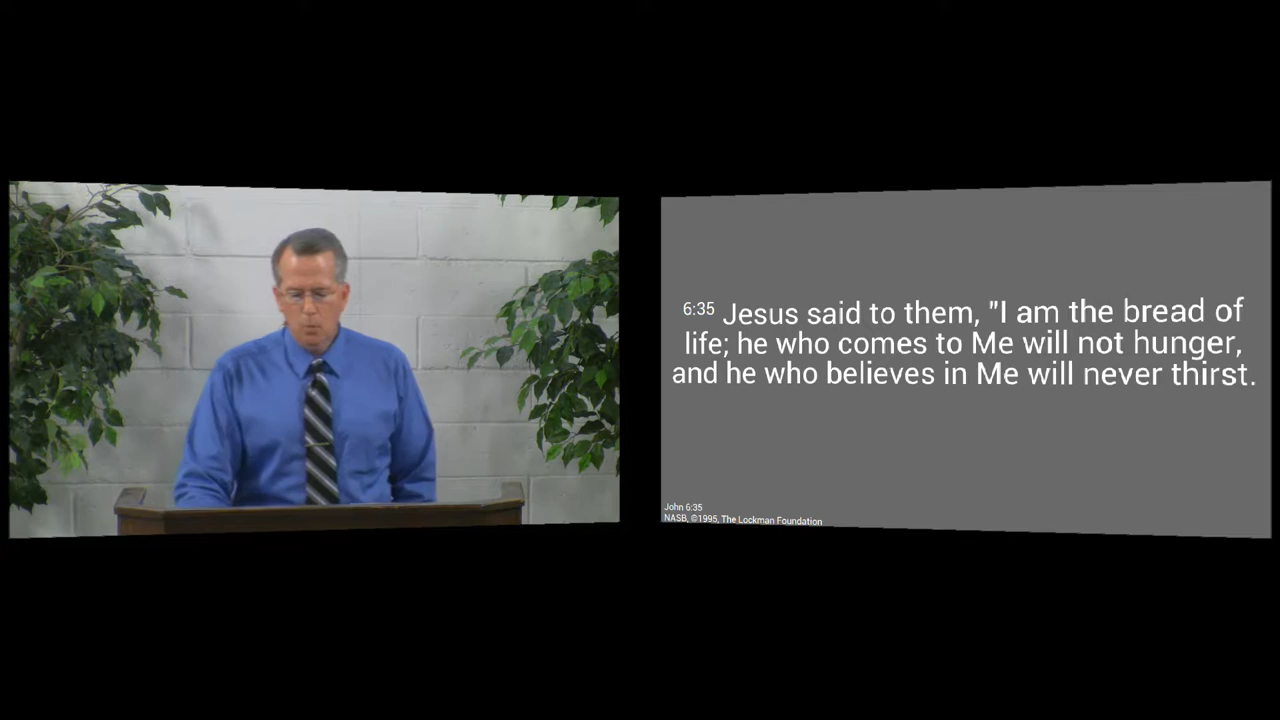 6:35 Jesus said to them, "I am the bread of
life; he who comes to Me will not hunger,
and he who believes in Me will never thirst.
John 6:35
NASB, ©1995, The Lockman Foundation